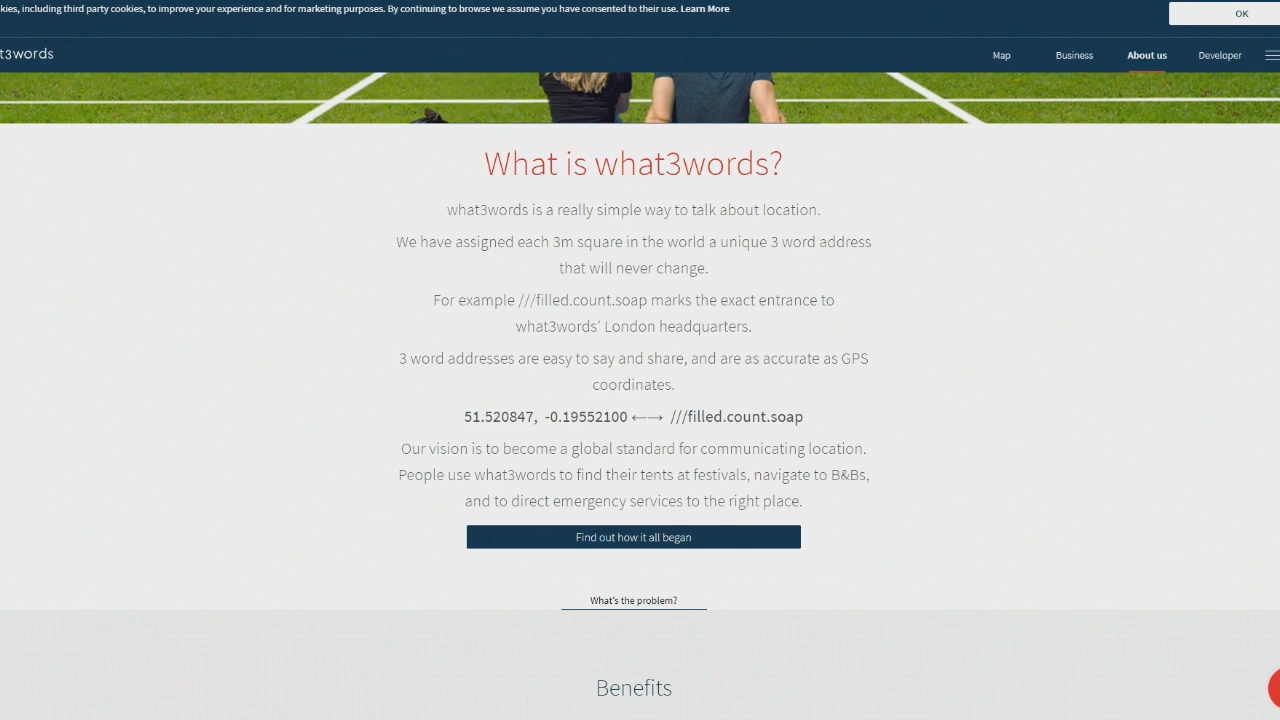 including third party cookies, to improve your experience and for marketing purposes. By continuing to browse we assume you have consented to their use. Learn More
OK
Map Business About us Developer
What is what3words?
what3words is a really simple way to talk about location.
We have assigned each 3m square in the world a unique 3 word address
that will never change.
For example ///filled.count.soap marks the exact entrance to
what3words’ London headquarters.
3 word addresses are easy to say and share, and are as accurate as GPS
coordinates.
51.520847, -0.19552100 ←→ ///filled.count.soap
Our vision is to become a global standard for communicating location.
People use what3words to find their tents at festivals, navigate to B&Bs,
and to direct emergency services to the right place.
Find out how it all began
What's the problem?
Benefits